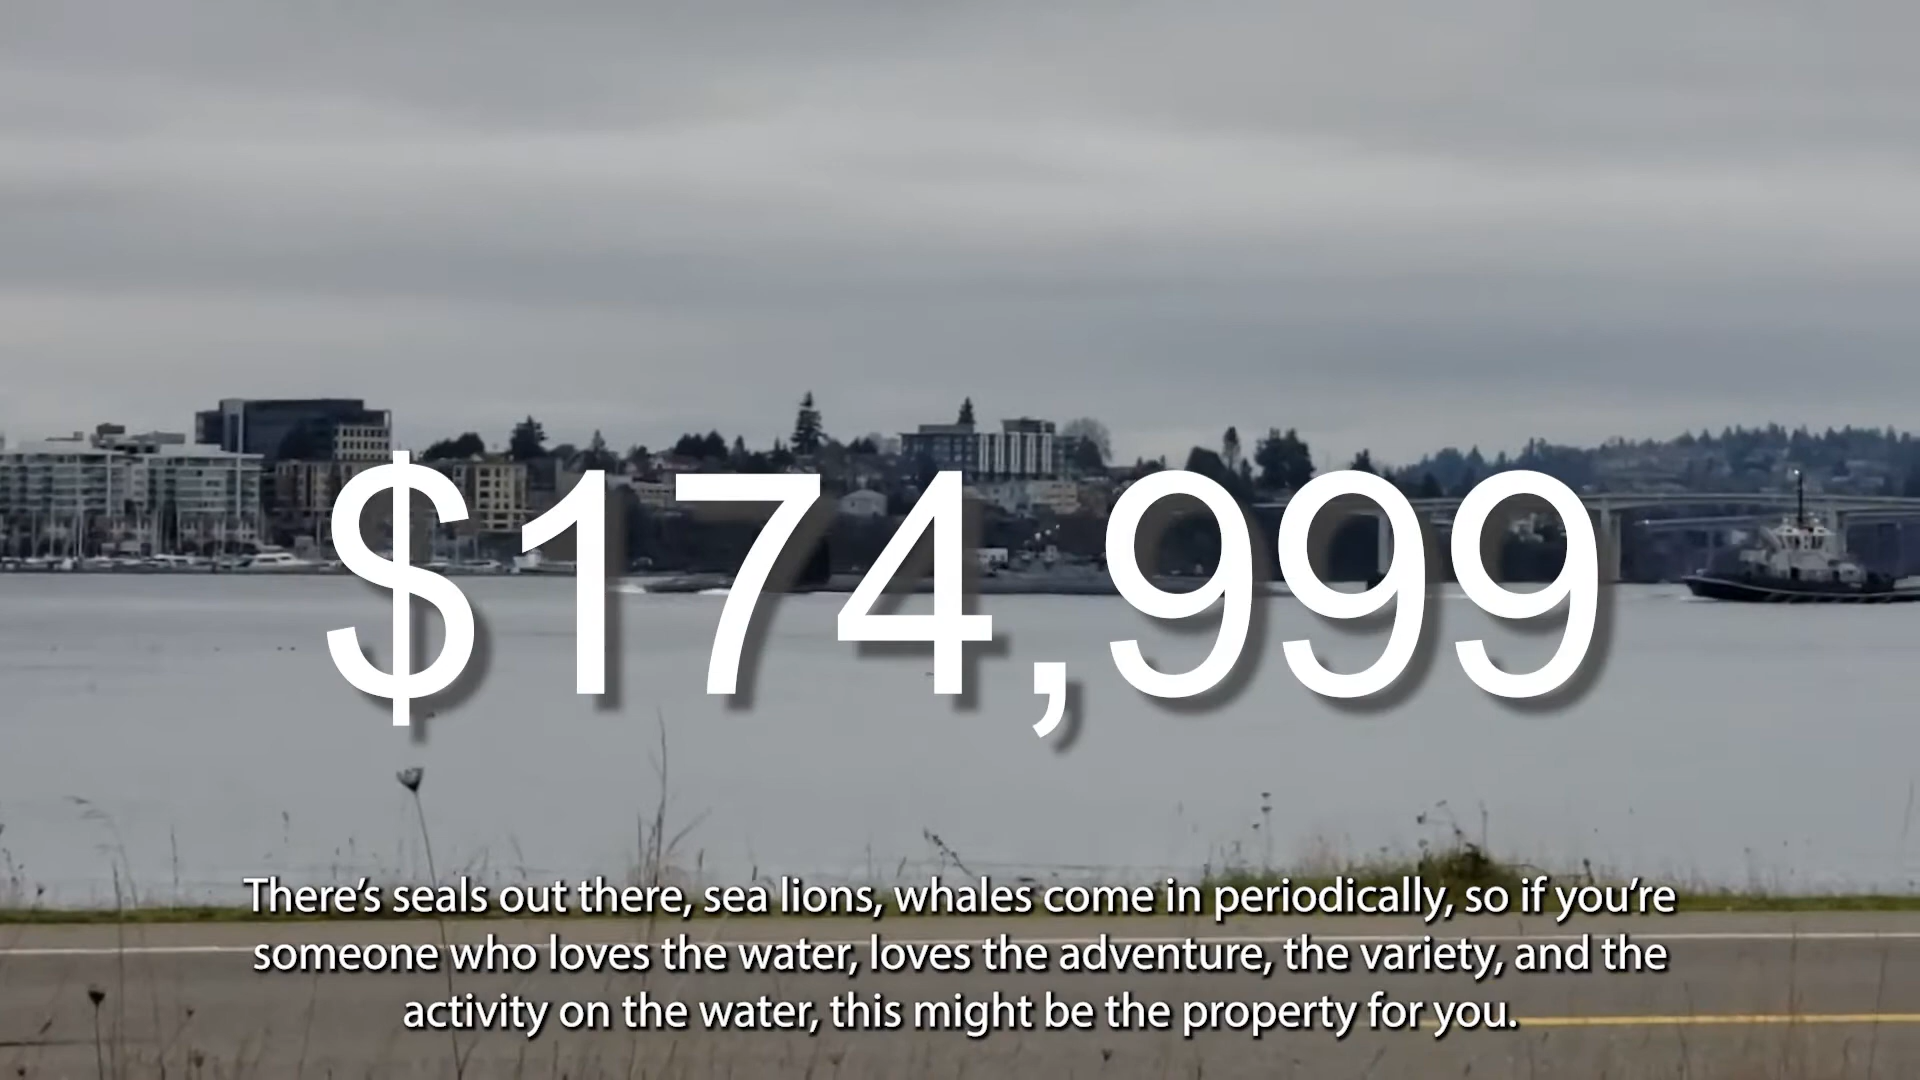 $174,999
There’s seals out there, sea lions, whales come in periodically, so if you’re
someone who loves the water, loves the adventure, the variety, and the
activity on the water, this might be the property for you.